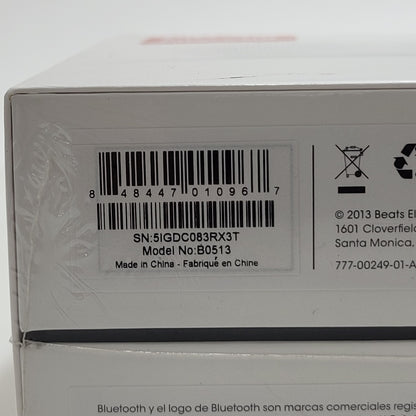 8 48447 01096 7
SN:5IGDC083RX3T
Model No:B0513
Made in China - Fabriqué en Chine
© 2013 Beats El
1601 Cloverfield
Santa Monica,
777-00249-01-A
Bluetooth y el logo de Bluetooth son marcas comerciales regis